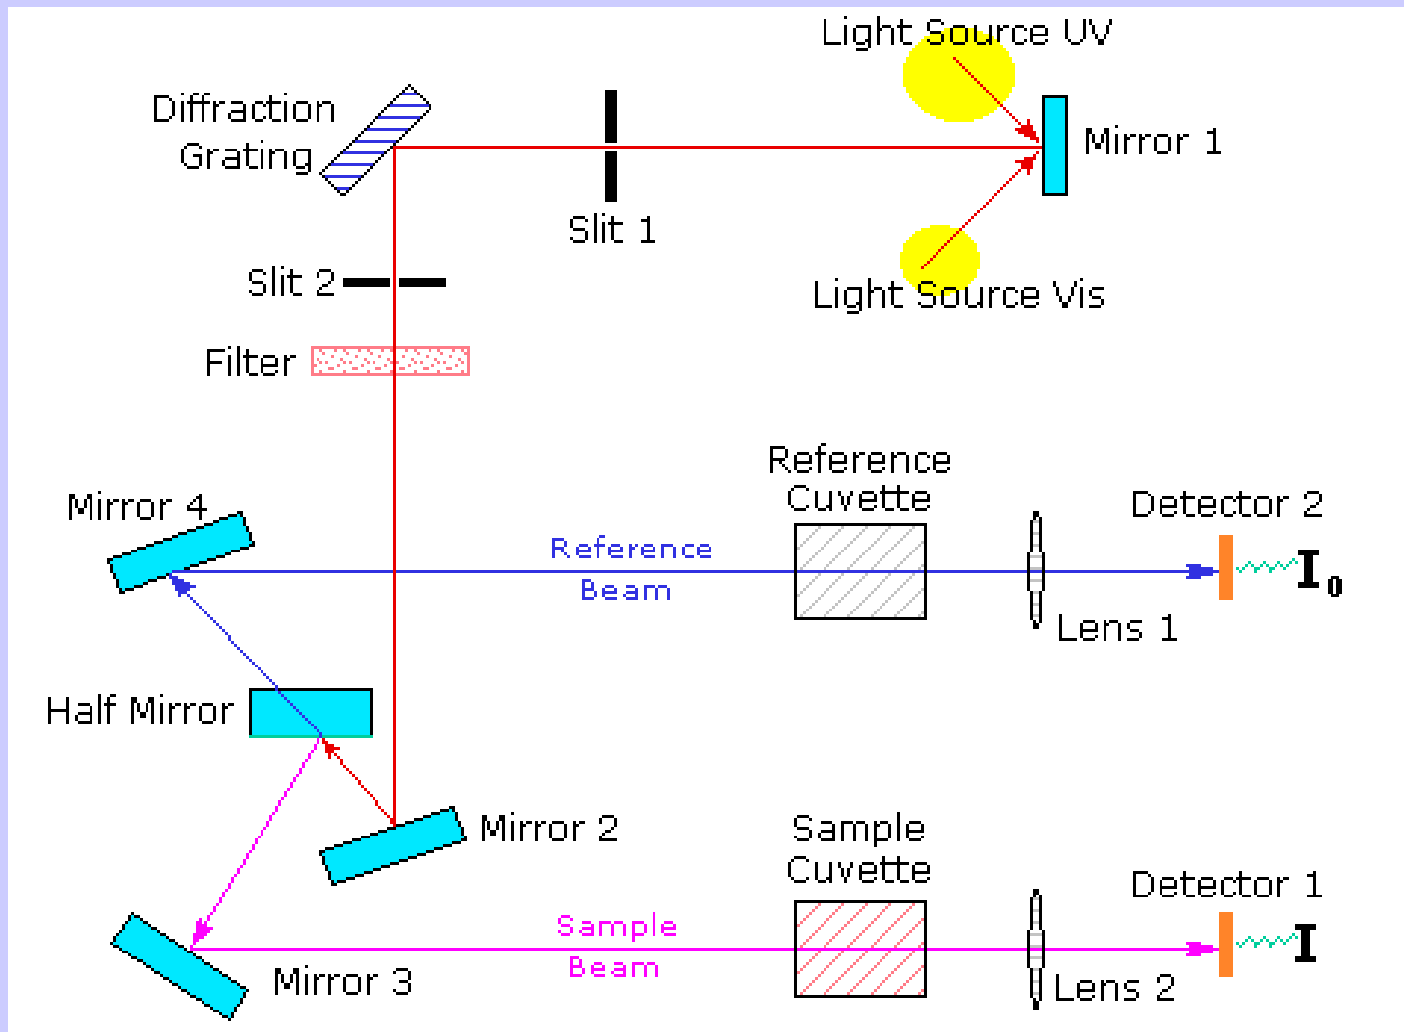 Light Source UV
Diffraction
Grating
Mirror 1
Slit 1
Slit 2
Light Source Vis
Filter
Reference
Cuvette
Mirror 4
Detector 2
Reference
Beam
I0
Lens 1
Half Mirror
Mirror 2
Sample
Cuvette
Detector 1
Sample
Beam
I
Mirror 3
Lens 2